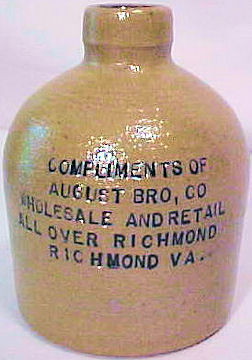 COMPLIMENTS OF
AUGUST BRO, CO
WHOLESALE AND RETAIL
ALL OVER RICHMOND
RICHMOND VA.